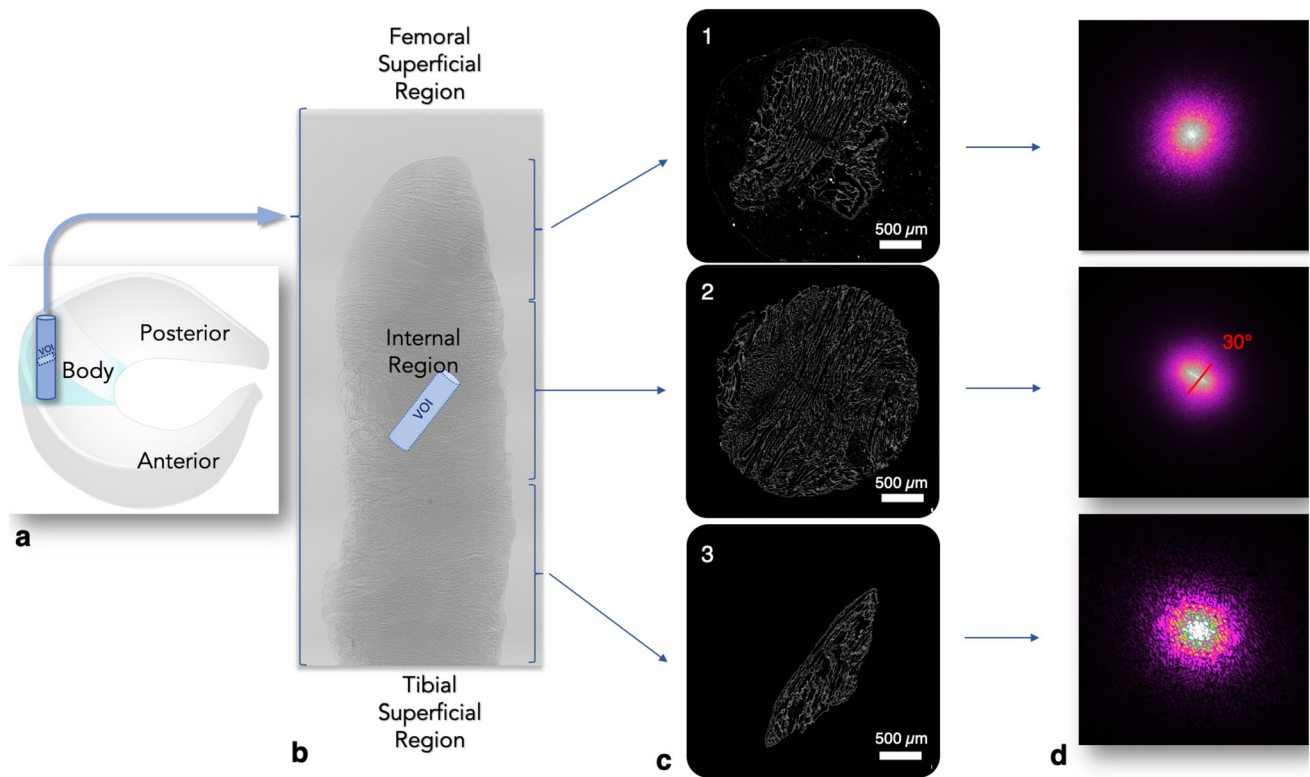 Posterior
VOI
Body
Anterior
a
Femoral
Superficial
Region
Internal
Region
VOI
Tibial
Superficial
Region
b
1
500 µm
2
500 µm
3
500 µm
c
30°
d